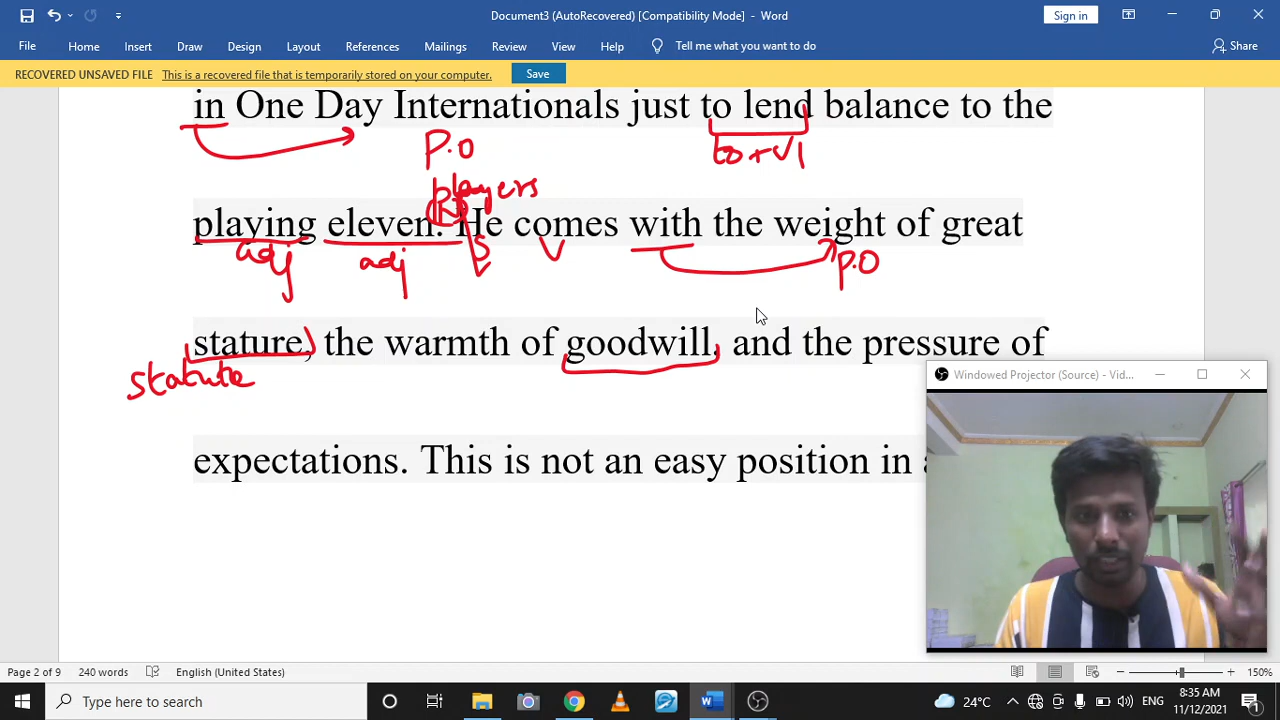 Document3 (AutoRecovered) [Compatibility Mode] - Word
Sign in
File Home Insert Draw Design Layout References Mailings Review View Help Tell me what you want to do Share
RECOVERED UNSAVED FILE This is a recovered file that is temporarily stored on your computer. Save
in One Day Internationals just to lend balance to the
P.O
to+V1
players
(R)
playing eleven. He comes with the weight of great
adj adj S V P.O
stature, the warmth of goodwill, and the pressure of
statute
Windowed Projector (Source) - Vid...
expectations. This is not an easy position in
Page 2 of 9 240 words English (United States) 150%
Type here to search 24°C ENG 8:35 AM
11/12/2021
1